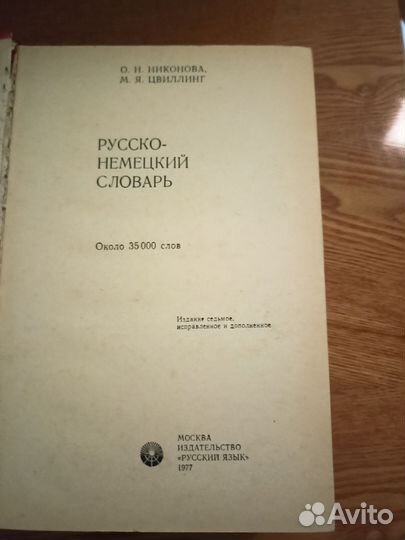 О. Н. НИКОНОВА,
М. Я. ЦВИЛЛИНГ
РУССКО-
НЕМЕЦКИЙ
СЛОВАРЬ
Около 35 000 слов
Издание седьмое,
исправленное и дополненное
МОСКВА
ИЗДАТЕЛЬСТВО
«РУССКИЙ ЯЗЫК»
1977
Avito